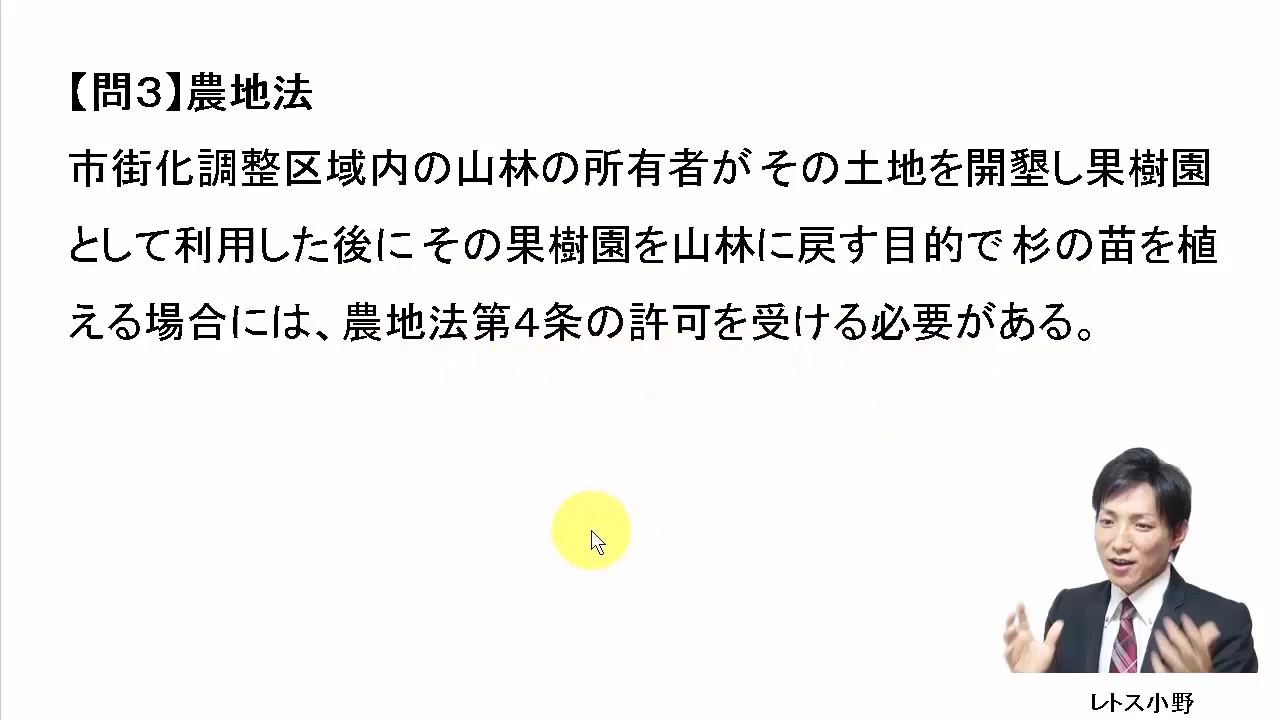 【問３】農地法
市街化調整区域内の山林の所有者がその土地を開墾し果樹園
として利用した後にその果樹園を山林に戻す目的で杉の苗を植
える場合には、農地法第４条の許可を受ける必要がある。
レトス小野